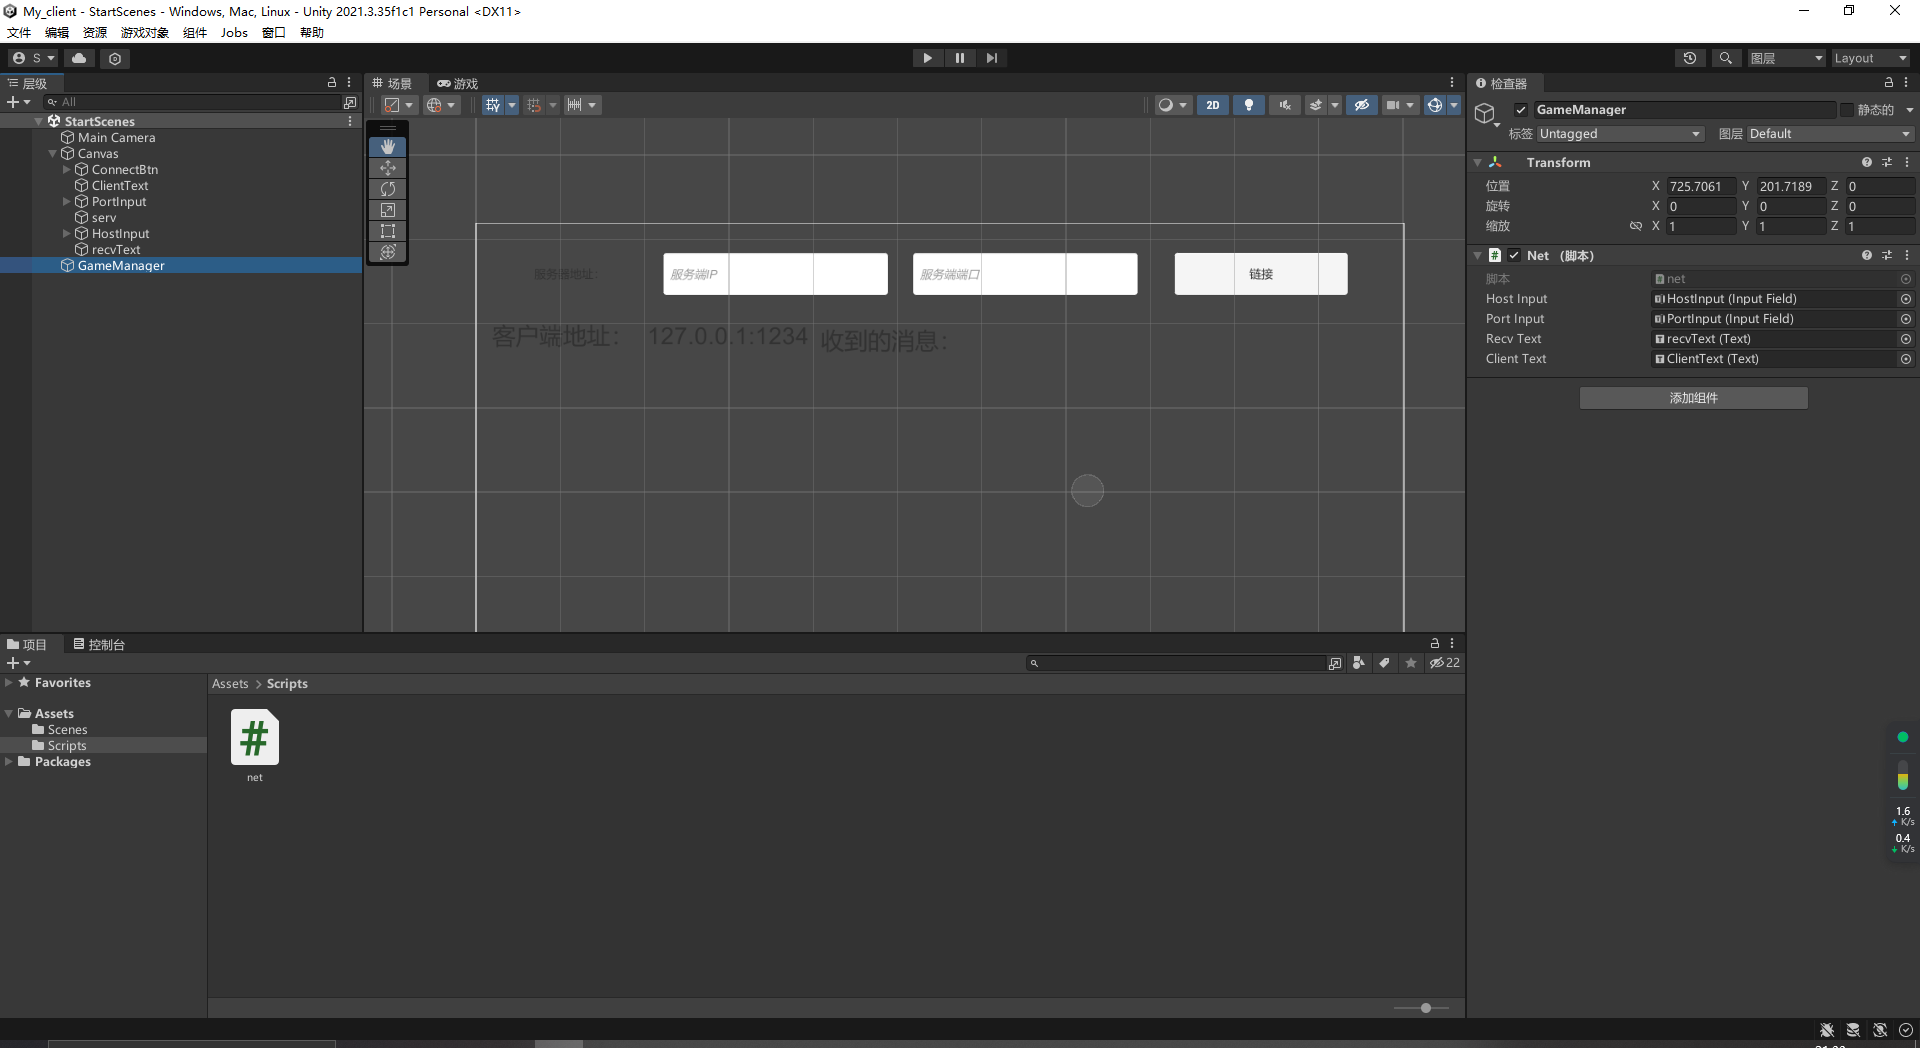 My_client - StartScenes - Windows, Mac, Linux - Unity 2021.3.35f1c1 Personal <DX11>
文件 编辑 资源 游戏对象 组件 Jobs 窗口 帮助
S
图层
Layout
层级
All
StartScenes
Main Camera
Canvas
ConnectBtn
ClientText
PortInput
serv
HostInput
recvText
GameManager
场景
游戏
2D
服务器地址:
服务端IP
服务端端口
链接
客户端地址:
127.0.0.1:1234
收到的消息:
检查器
GameManager
静态的
标签 Untagged
图层 Default
Transform
位置 X 725.7061 Y 201.7189 Z 0
旋转 X 0 Y 0 Z 0
缩放 X 1 Y 1 Z 1
Net (脚本)
脚本 net
Host Input HostInput (Input Field)
Port Input PortInput (Input Field)
Recv Text recvText (Text)
Client Text ClientText (Text)
添加组件
项目
控制台
22
Favorites
Assets
Scenes
Scripts
Packages
Assets > Scripts
net
1.6
K/s
0.4
K/s